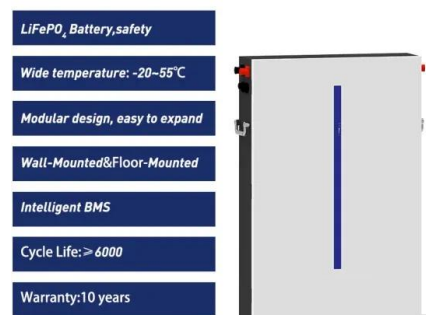 LiFePO₄ Battery,safety
Wide temperature: -20~55℃
Modular design, easy to expand
Wall-Mounted&Floor-Mounted
Intelligent BMS
Cycle Life:≥6000
Warranty:10 years